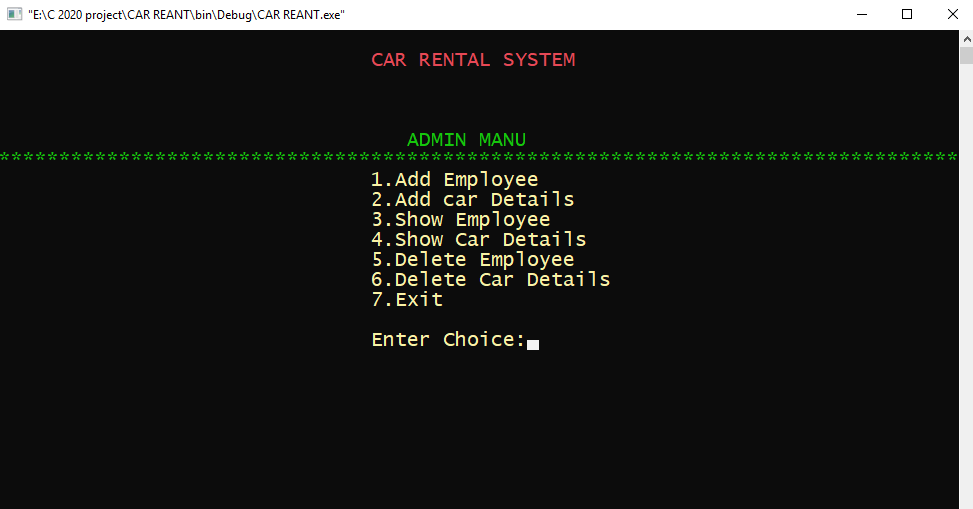 "E:\C 2020 project\CAR REANT\bin\Debug\CAR REANT.exe"
CAR RENTAL SYSTEM
ADMIN MANU
********************************************************************************
1.Add Employee
2.Add car Details
3.Show Employee
4.Show Car Details
5.Delete Employee
6.Delete Car Details
7.Exit
Enter Choice: